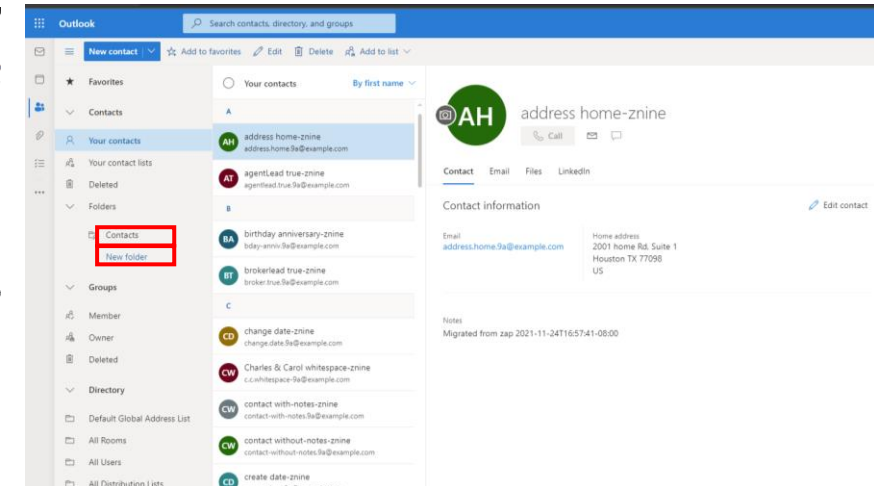 Outlook
Search contacts, directory, and groups
New contact
Add to favorites
Edit
Delete
Add to list
Favorites
Contacts
Your contacts
Your contact lists
Deleted
Folders
Contacts
New folder
Groups
Member
Owner
Deleted
Directory
Default Global Address List
All Rooms
All Users
All Distribution Lists
Your contacts
By first name
A
AH
address home-znine
address.home.9a@example.com
AT
agentLead true-znine
agentlead.true.9a@example.com
B
BA
birthday anniversary-znine
bday-anniv.9a@example.com
BT
brokerlead true-znine
broker.true.9a@example.com
C
CD
change date-znine
change.date.9a@example.com
CW
Charles & Carol whitespace-znine
c.c.whitespace-9a@example.com
CW
contact with-notes-znine
contact-with-notes.9a@example.com
CW
contact without-notes-znine
contact-without-notes.9a@example.com
CD
create date-znine
AH
address home-znine
Call
Contact
Email
Files
LinkedIn
Contact information
Edit contact
Email
address.home.9a@example.com
Home address
2001 home Rd, Suite 1
Houston TX 77098
US
Notes
Migrated from zap 2021-11-24T16:57:41-08:00